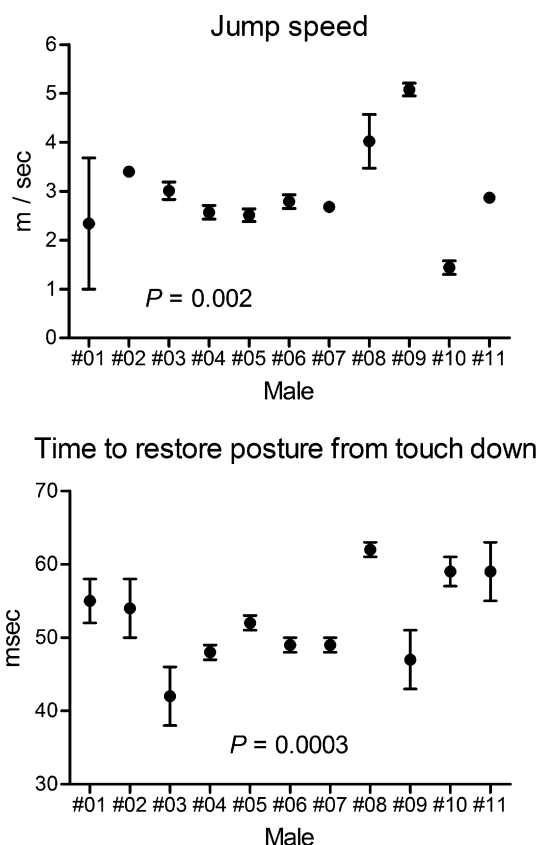 Jump speed
6
5
4
3
2
1
0
m / sec
P = 0.002
#01 #02 #03 #04 #05 #06 #07 #08 #09 #10 #11
Male
Time to restore posture from touch down
70
60
50
40
30
msec
P = 0.0003
#01 #02 #03 #04 #05 #06 #07 #08 #09 #10 #11
Male